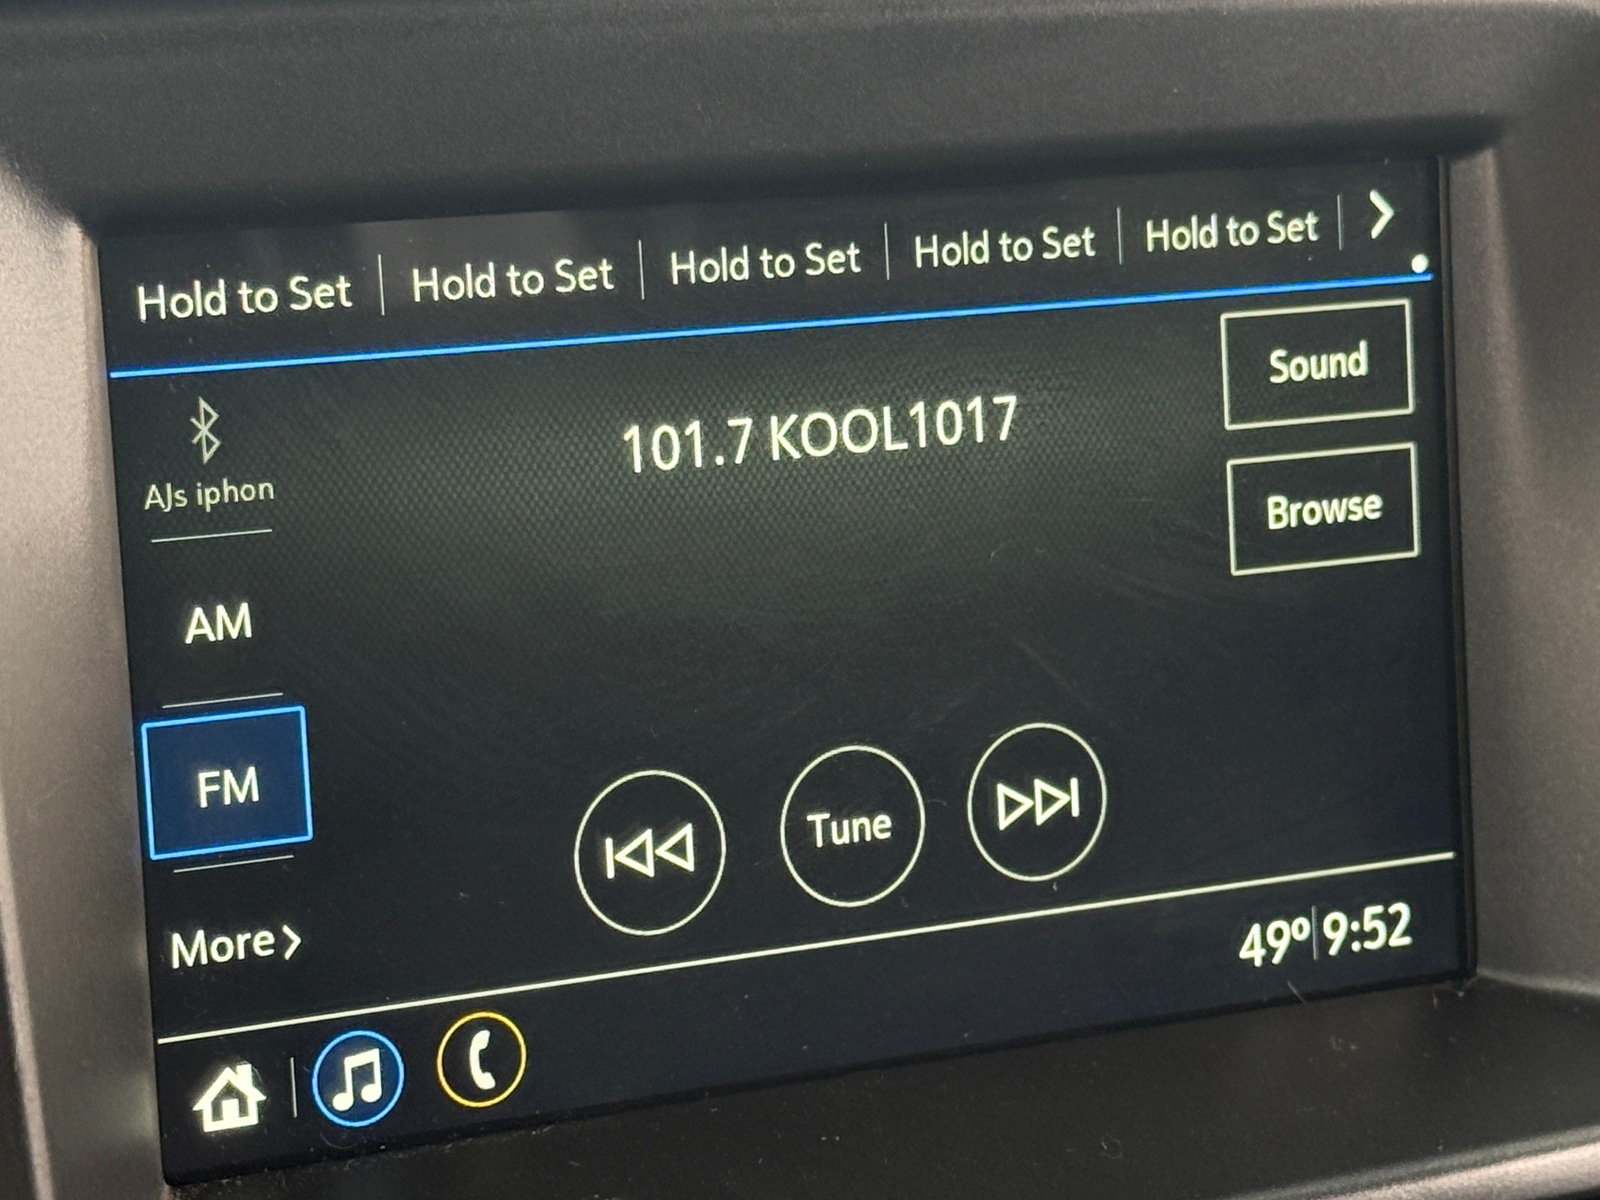 Hold to Set Hold to Set Hold to Set Hold to Set Hold to Set
Sound
101.7 KOOL1017
AJs iphon
Browse
AM
FM
Tune
More
49° 9:52